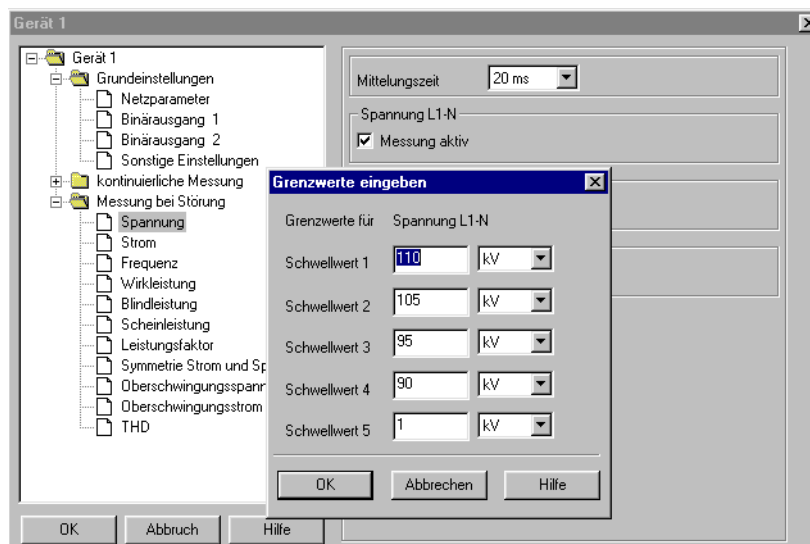 Gerät 1
Gerät 1
Grundeinstellungen
Netzparameter
Binärausgang 1
Binärausgang 2
Sonstige Einstellungen
kontinuierliche Messung
Messung bei Störung
Spannung
Strom
Frequenz
Wirkleistung
Blindleistung
Scheinleistung
Leistungsfaktor
Symmetrie Strom und Sp
Oberschwingungsspann
Oberschwingungsstrom
THD
OK Abbruch Hilfe
Mittelungszeit 20 ms
Spannung L1-N
Messung aktiv
Grenzwerte eingeben
Grenzwerte für Spannung L1-N
Schwellwert 1 110 kV
Schwellwert 2 105 kV
Schwellwert 3 95 kV
Schwellwert 4 90 kV
Schwellwert 5 1 kV
OK Abbrechen Hilfe